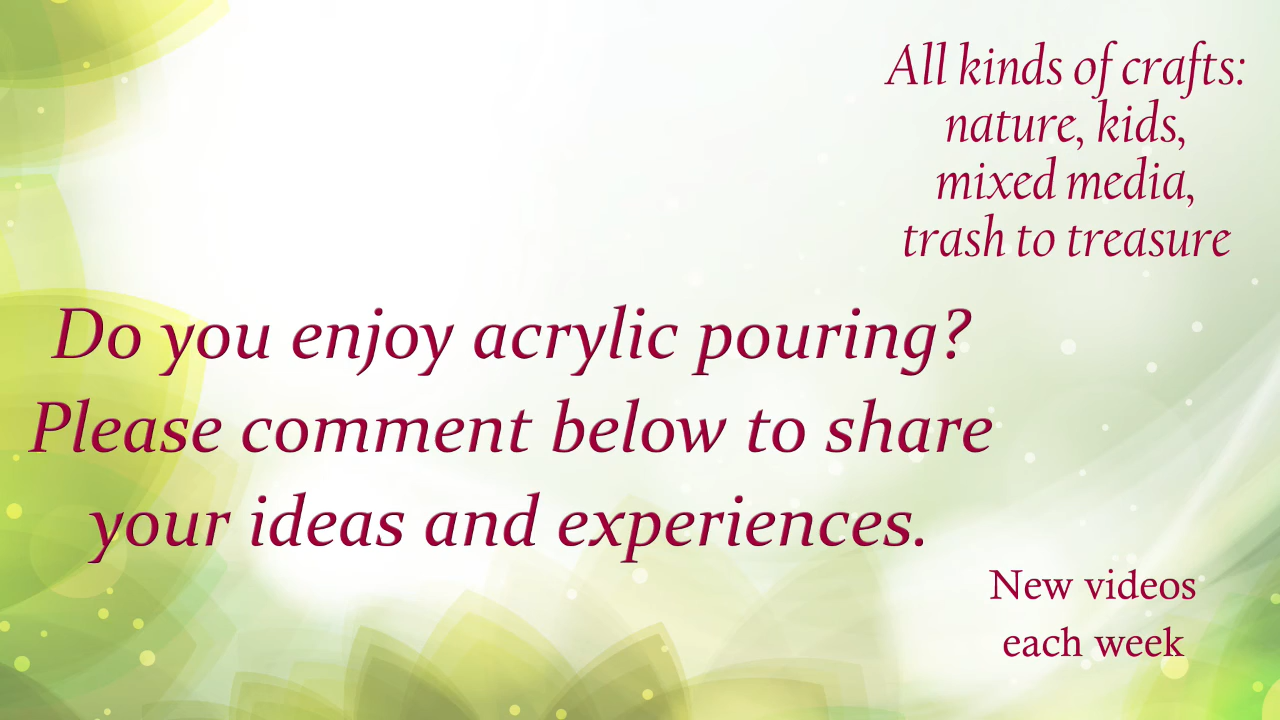 All kinds of crafts:
nature, kids,
mixed media,
trash to treasure
Do you enjoy acrylic pouring?
Please comment below to share
your ideas and experiences.
New videos
each week